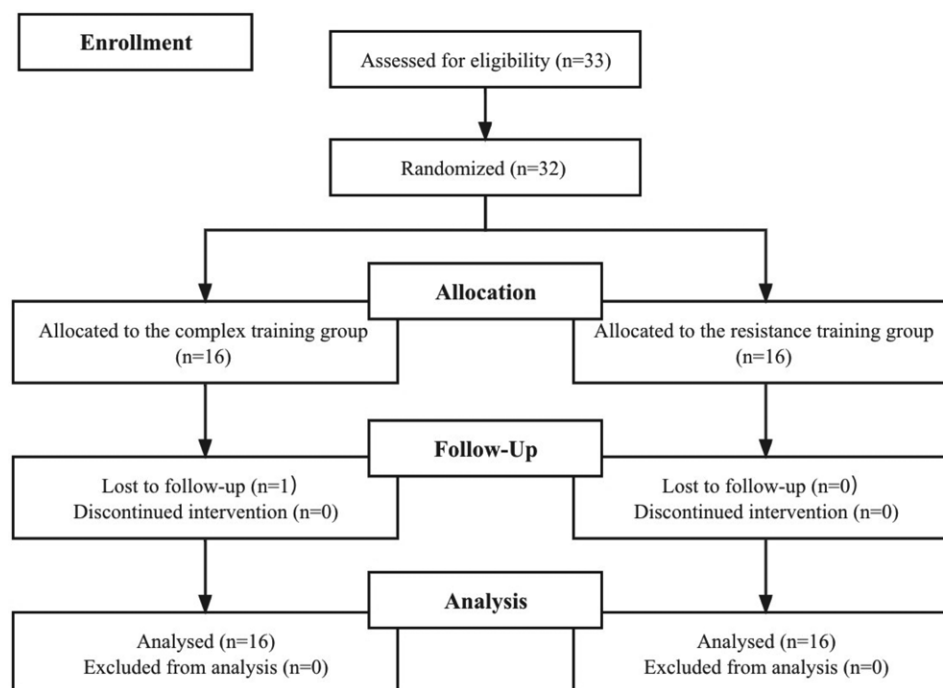 Enrollment
Assessed for eligibility (n=33)
Randomized (n=32)
Allocation
Allocated to the complex training group
(n=16)
Allocated to the resistance training group
(n=16)
Follow-Up
Lost to follow-up (n=1)
Discontinued intervention (n=0)
Lost to follow-up (n=0)
Discontinued intervention (n=0)
Analysis
Analysed (n=16)
Excluded from analysis (n=0)
Analysed (n=16)
Excluded from analysis (n=0)